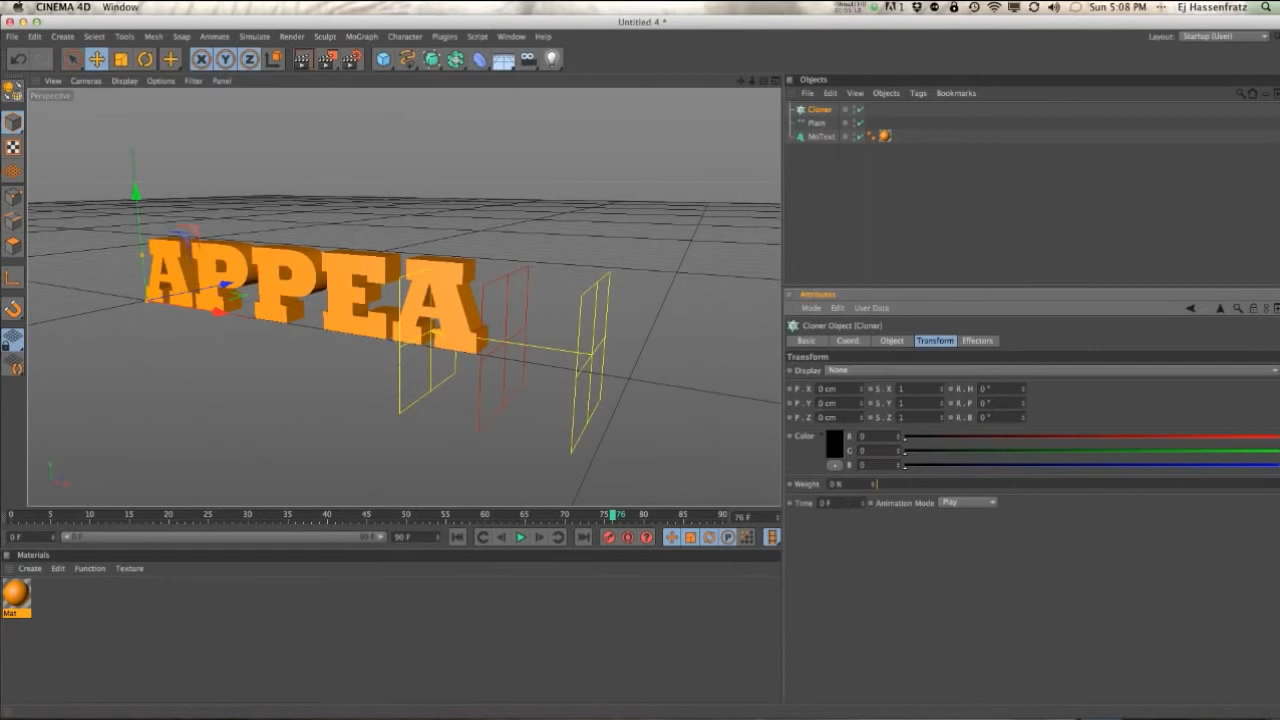 CINEMA 4D Window
1 Sun 5:08 PM Ej Hassenfratz
Untitled 4 *
File Edit Create Select Tools Mesh Snap Animate Simulate Render Sculpt MoGraph Character Plugins Script Window Help
Layout: Startup (User)
X Y Z
View Cameras Display Options Filter Panel
Perspective
Objects
File Edit View Objects Tags Bookmarks
Cloner
Plain
MoText
APPEA
Attributes
Mode Edit User Data
Cloner Object [Cloner]
Basic Coord. Object Transform Effectors
Transform
Display None
P . X 0 cm S . X 1 R . H 0 °
P . Y 0 cm S . Y 1 R . P 0 °
P . Z 0 cm S . Z 1 R . B 0 °
Color R 0
G 0
B 0
Weight 0 %
Time 0 F Animation Mode Play
0 5 10 15 20 25 30 35 40 45 50 55 60 65 70 75 76 80 85 90 76 F
0 F 0 F 90 F 90 F
Materials
Create Edit Function Texture
Mat